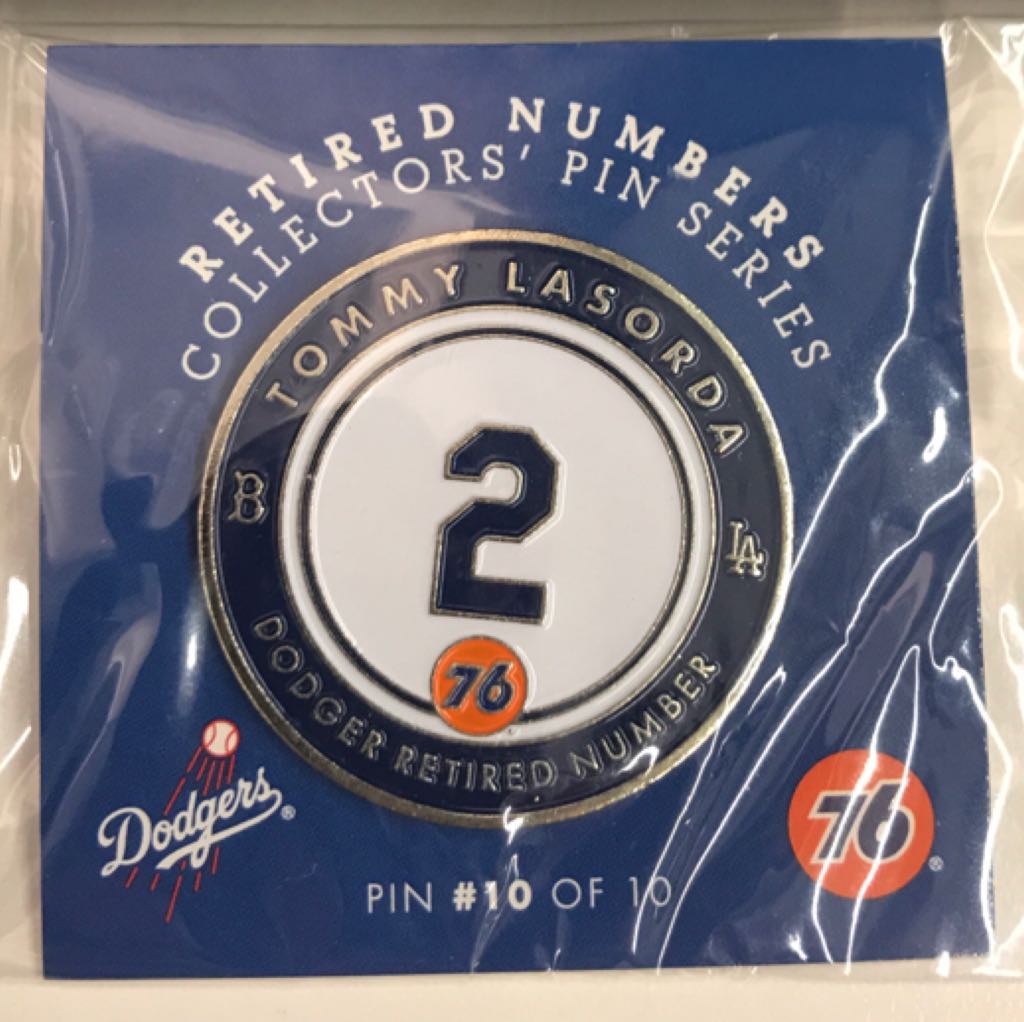 RETIRED NUMBERS
COLLECTORS' PIN SERIES
TOMMY LASORDA
B
LA
2
76
DODGER RETIRED NUMBER
Dodgers®
76®
PIN #10 OF 10